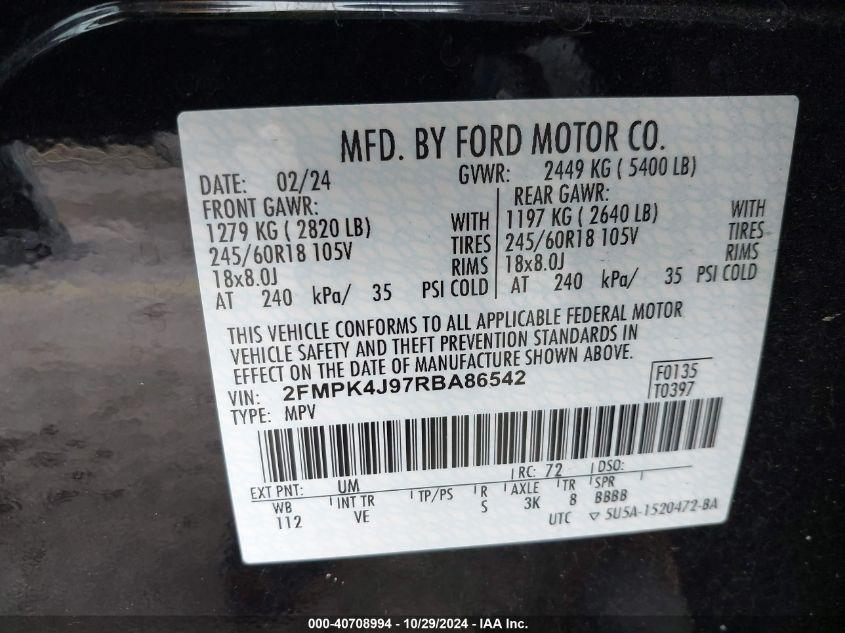 MFD. BY FORD MOTOR CO.
DATE: 02/24 GVWR: 2449 KG ( 5400 LB)
FRONT GAWR: REAR GAWR:
1279 KG ( 2820 LB) WITH 1197 KG ( 2640 LB) WITH
245/60R18 105V TIRES 245/60R18 105V TIRES
18x8.0J RIMS 18x8.0J RIMS
AT 240 kPa/ 35 PSI COLD AT 240 kPa/ 35 PSI COLD
THIS VEHICLE CONFORMS TO ALL APPLICABLE FEDERAL MOTOR
VEHICLE SAFETY AND THEFT PREVENTION STANDARDS IN
EFFECT ON THE DATE OF MANUFACTURE SHOWN ABOVE.
VIN: 2FMPK4J97RBA86542 F0135
TYPE: MPV T0397
EXT PNT: UM RC: 72 DSO:
WB INT TR TP/PS R AXLE TR SPR
112 VE S 3K 8 BBBB
UTC ▽ 5U5A-1520472-BA
000-40708994 / 10/29/2024 - IAA Inc.